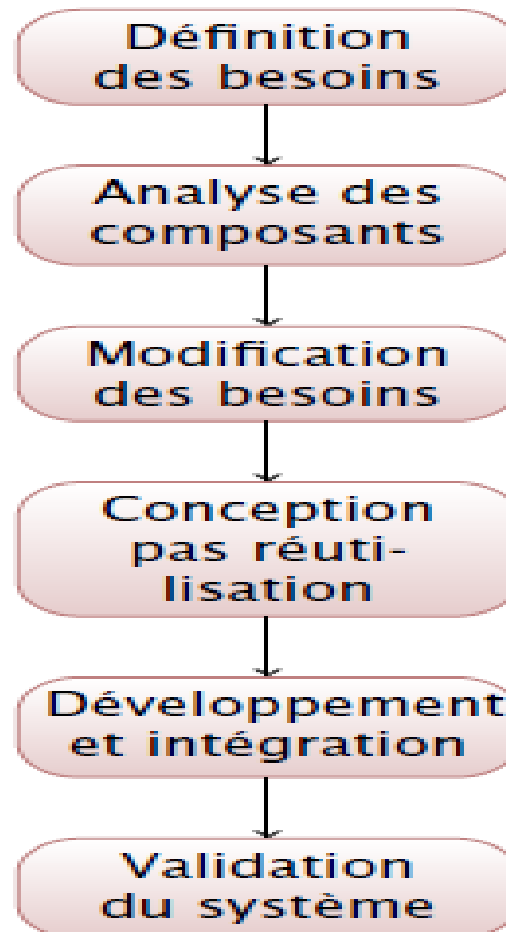 Définition
des besoins
Analyse des
composants
Modification
des besoins
Conception
pas réuti-
lisation
Développement
et intégration
Validation
du système